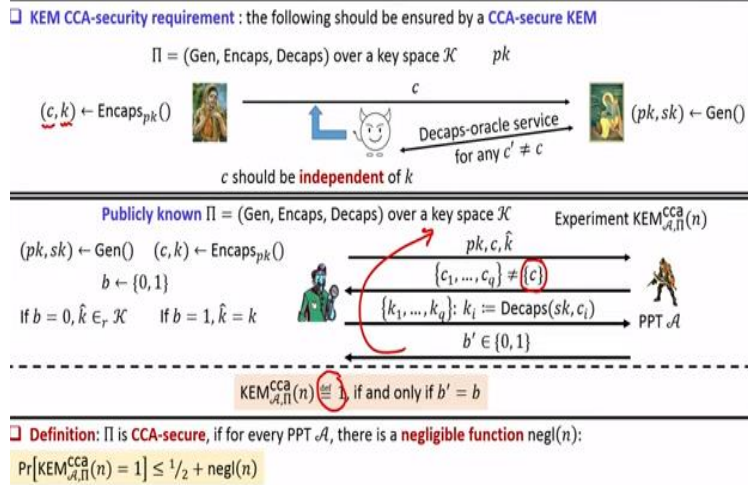 KEM CCA-security requirement : the following should be ensured by a CCA-secure KEM
Π = (Gen, Encaps, Decaps) over a key space 𝒦 pk
c
(c, k) ← Encaps_pk() (pk, sk) ← Gen()
Decaps-oracle service
for any c′ ≠ c
c should be independent of k
Publicly known Π = (Gen, Encaps, Decaps) over a key space 𝒦 Experiment KEM^cca_𝒜,Π(n)
(pk, sk) ← Gen() (c, k) ← Encaps_pk() pk, c, k̂
b ← {0, 1} {c₁, …, c_q} ≠ {c}
If b = 0, k̂ ∈_r 𝒦 If b = 1, k̂ = k {k₁, …, k_q}: k_i ≔ Decaps(sk, c_i) PPT 𝒜
b′ ∈ {0, 1}
KEM^cca_𝒜,Π(n) ≝ 1, if and only if b′ = b
Definition: Π is CCA-secure, if for every PPT 𝒜, there is a negligible function negl(n):
Pr[KEM^cca_𝒜,Π(n) = 1] ≤ ¹/₂ + negl(n)